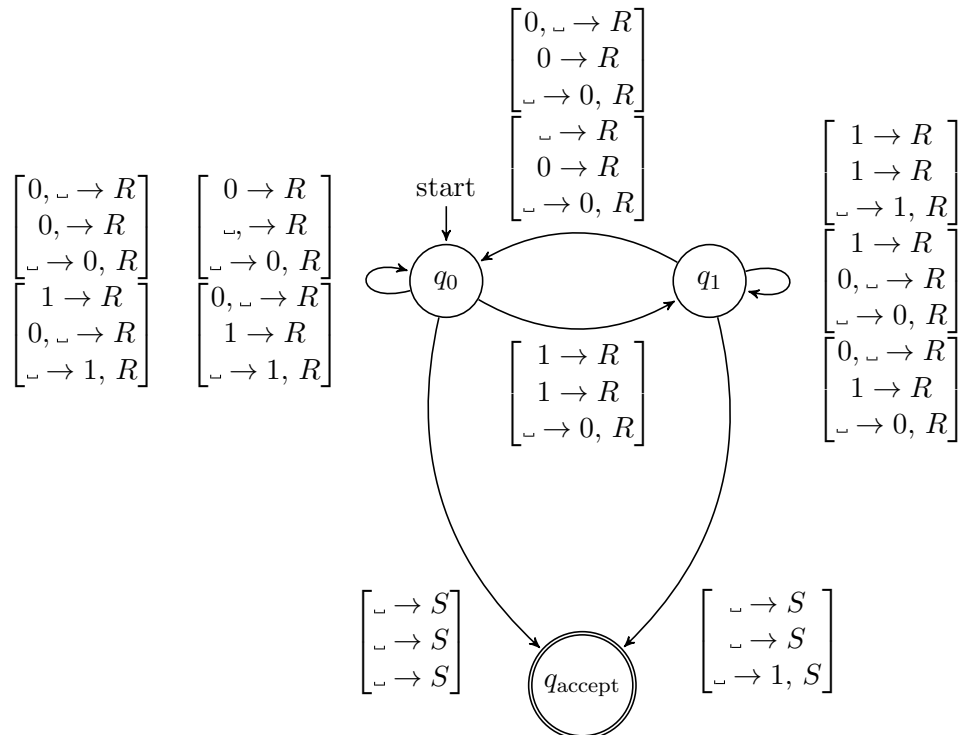 0, ␣ → R
0 → R
␣ → 0, R
␣ → R
0 → R
␣ → 0, R
1 → R
1 → R
␣ → 1, R
1 → R
0, ␣ → R
␣ → 0, R
0, ␣ → R
1 → R
␣ → 0, R
0, ␣ → R
0, → R
␣ → 0, R
1 → R
0, ␣ → R
␣ → 1, R
0 → R
␣, → R
␣ → 0, R
0, ␣ → R
1 → R
␣ → 1, R
start
q0
q1
1 → R
1 → R
␣ → 0, R
␣ → S
␣ → S
␣ → S
qaccept
␣ → S
␣ → S
␣ → 1, S